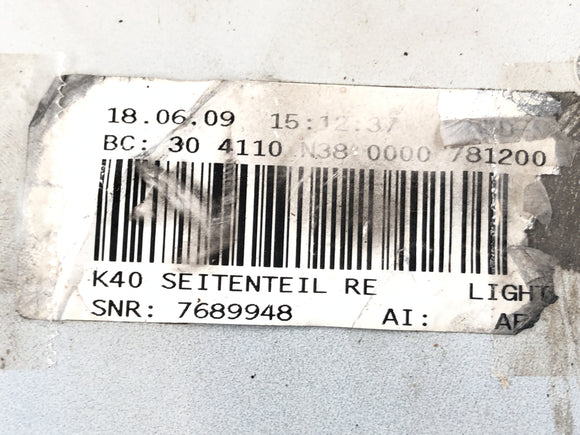 18.06.09 15:12:37
BC: 30 4110 N38 0000 781200
K40 SEITENTEIL RE LIGHT
SNR: 7689948 AI: